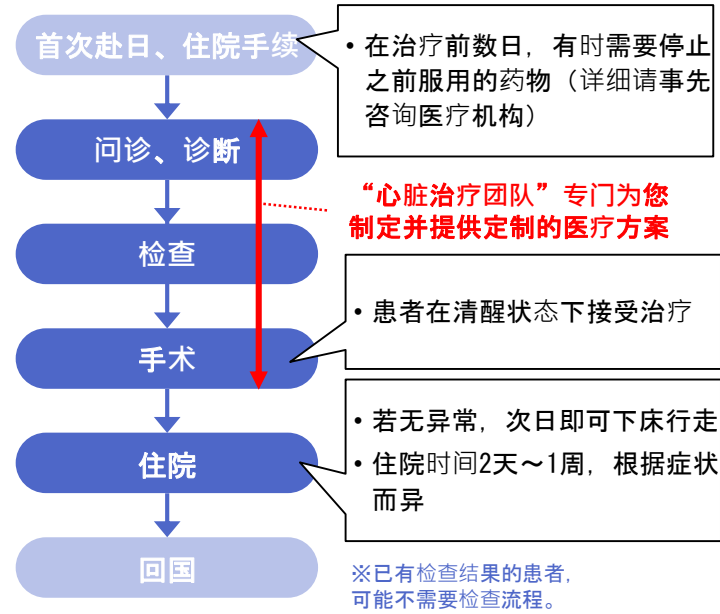 首次赴日、住院手续
• 在治疗前数日，有时需要停止
之前服用的药物（详细请事先
咨询医疗机构）
问诊、诊断
“心脏治疗团队”专门为您
制定并提供定制的医疗方案
检查
• 患者在清醒状态下接受治疗
手术
• 若无异常，次日即可下床行走
• 住院时间2天～1周，根据症状
而异
住院
回国
※已有检查结果的患者，
可能不需要检查流程。